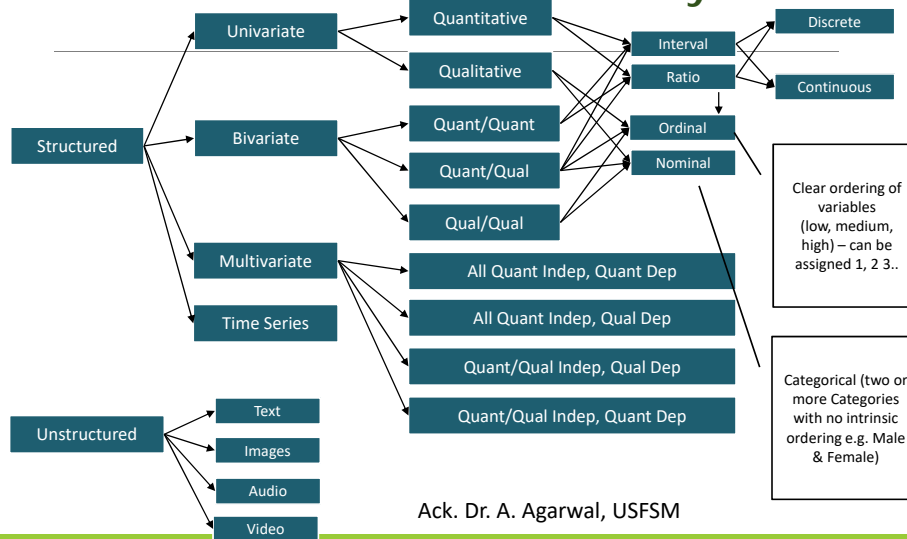 Structured
Univariate
Bivariate
Multivariate
Time Series
Quantitative
Qualitative
Quant/Quant
Quant/Qual
Qual/Qual
All Quant Indep, Quant Dep
All Quant Indep, Qual Dep
Quant/Qual Indep, Qual Dep
Quant/Qual Indep, Quant Dep
Interval
Ratio
Ordinal
Nominal
Discrete
Continuous
Clear ordering of
variables
(low, medium,
high) – can be
assigned 1, 2 3..
Categorical (two or
more Categories
with no intrinsic
ordering e.g. Male
& Female)
Unstructured
Text
Images
Audio
Video
Ack. Dr. A. Agarwal, USFSM